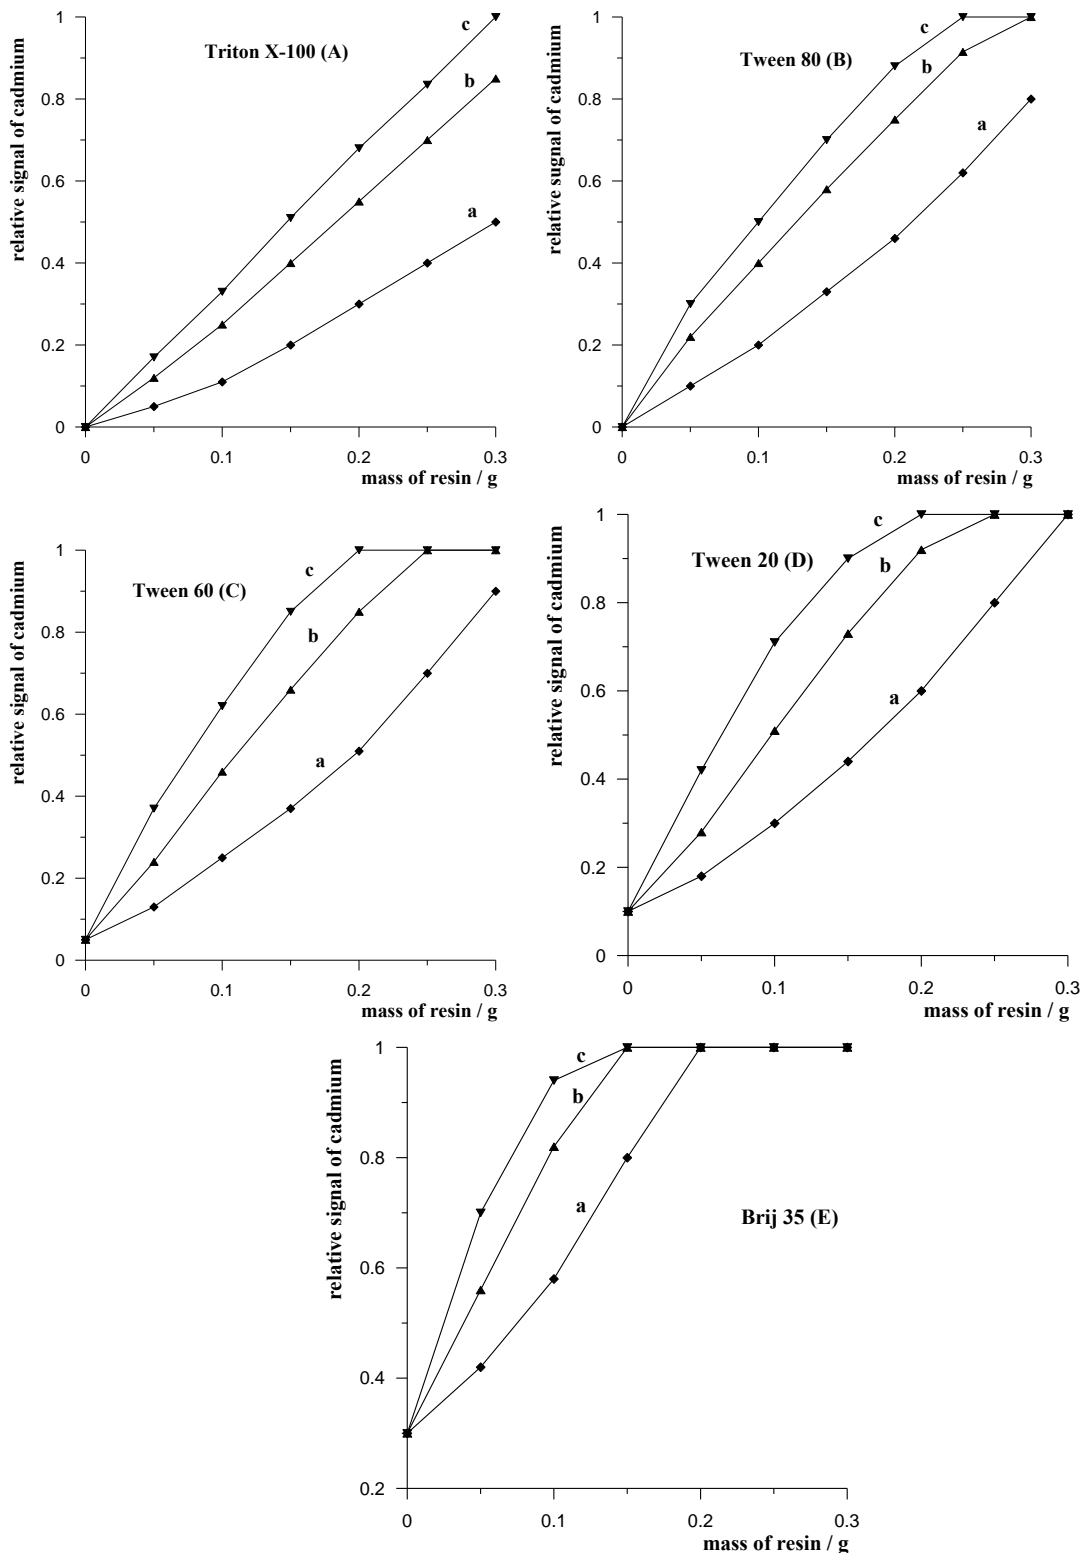 Triton X-100 (A)
relative signal of cadmium
1
0.8
0.6
0.4
0.2
0
c
b
a
0
0.1
0.2
0.3
mass of resin / g
Tween 80 (B)
relative sugnal of cadmium
1
0.8
0.6
0.4
0.2
0
c
b
a
0
0.1
0.2
0.3
mass of resin / g
Tween 60 (C)
relative signal of cadmium
1
0.8
0.6
0.4
0.2
0
c
b
a
0
0.1
0.2
0.3
mass of resin / g
Tween 20 (D)
relative signal of cadmium
1
0.8
0.6
0.4
0.2
0
c
b
a
0
0.1
0.2
0.3
mass of resin / g
Brij 35 (E)
relative signal of cadmium
1
0.8
0.6
0.4
0.2
c
b
a
0
0.1
0.2
0.3
mass of resin / g